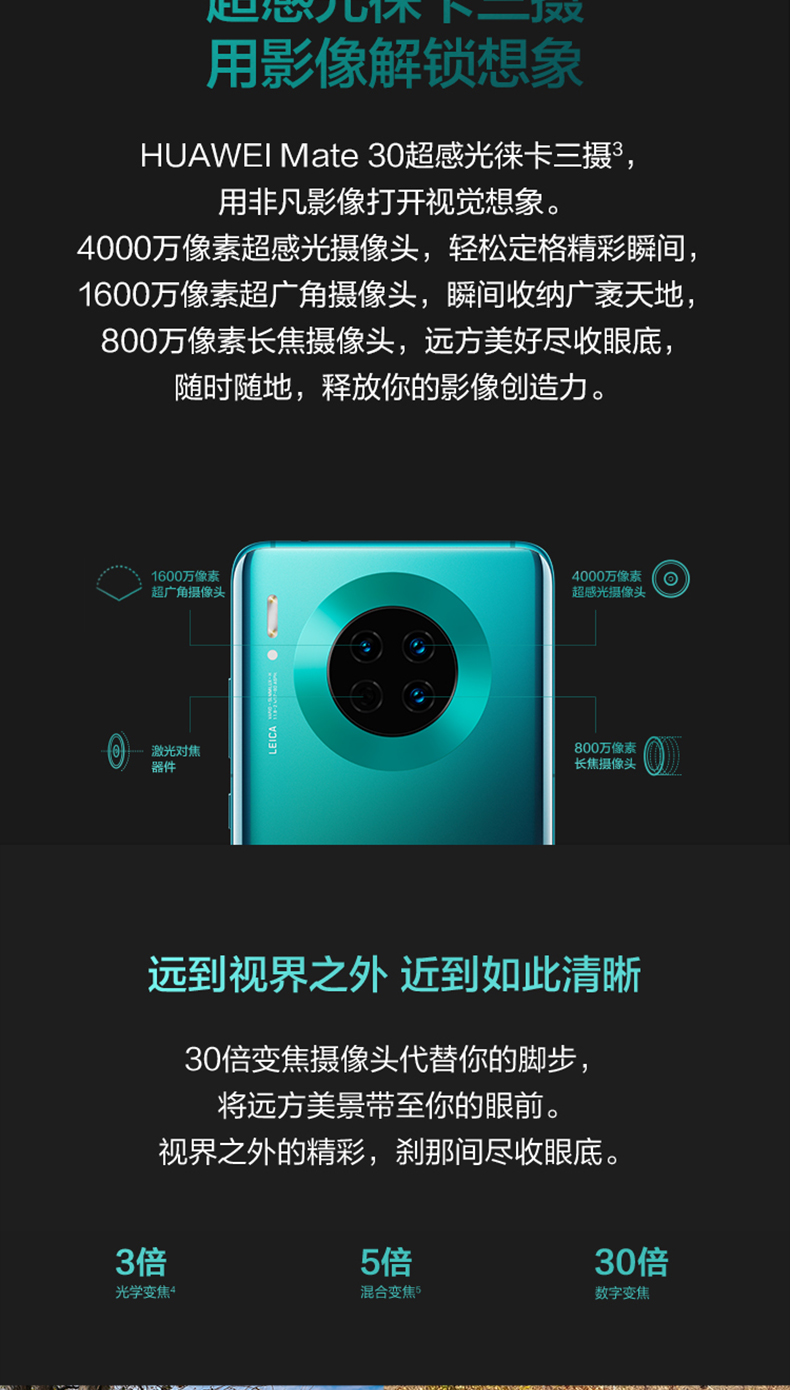 超感光徕卡三摄
用影像解锁想象
HUAWEI Mate 30超感光徕卡三摄3，
用非凡影像打开视觉想象。
4000万像素超感光摄像头，轻松定格精彩瞬间，
1600万像素超广角摄像头，瞬间收纳广袤天地，
800万像素长焦摄像头，远方美好尽收眼底，
随时随地，释放你的影像创造力。
1600万像素
超广角摄像头
4000万像素
超感光摄像头
LEICA
激光对焦
器件
800万像素
长焦摄像头
远到视界之外 近到如此清晰
30倍变焦摄像头代替你的脚步，
将远方美景带至你的眼前。
视界之外的精彩，刹那间尽收眼底。
3倍
光学变焦4
5倍
混合变焦5
30倍
数字变焦